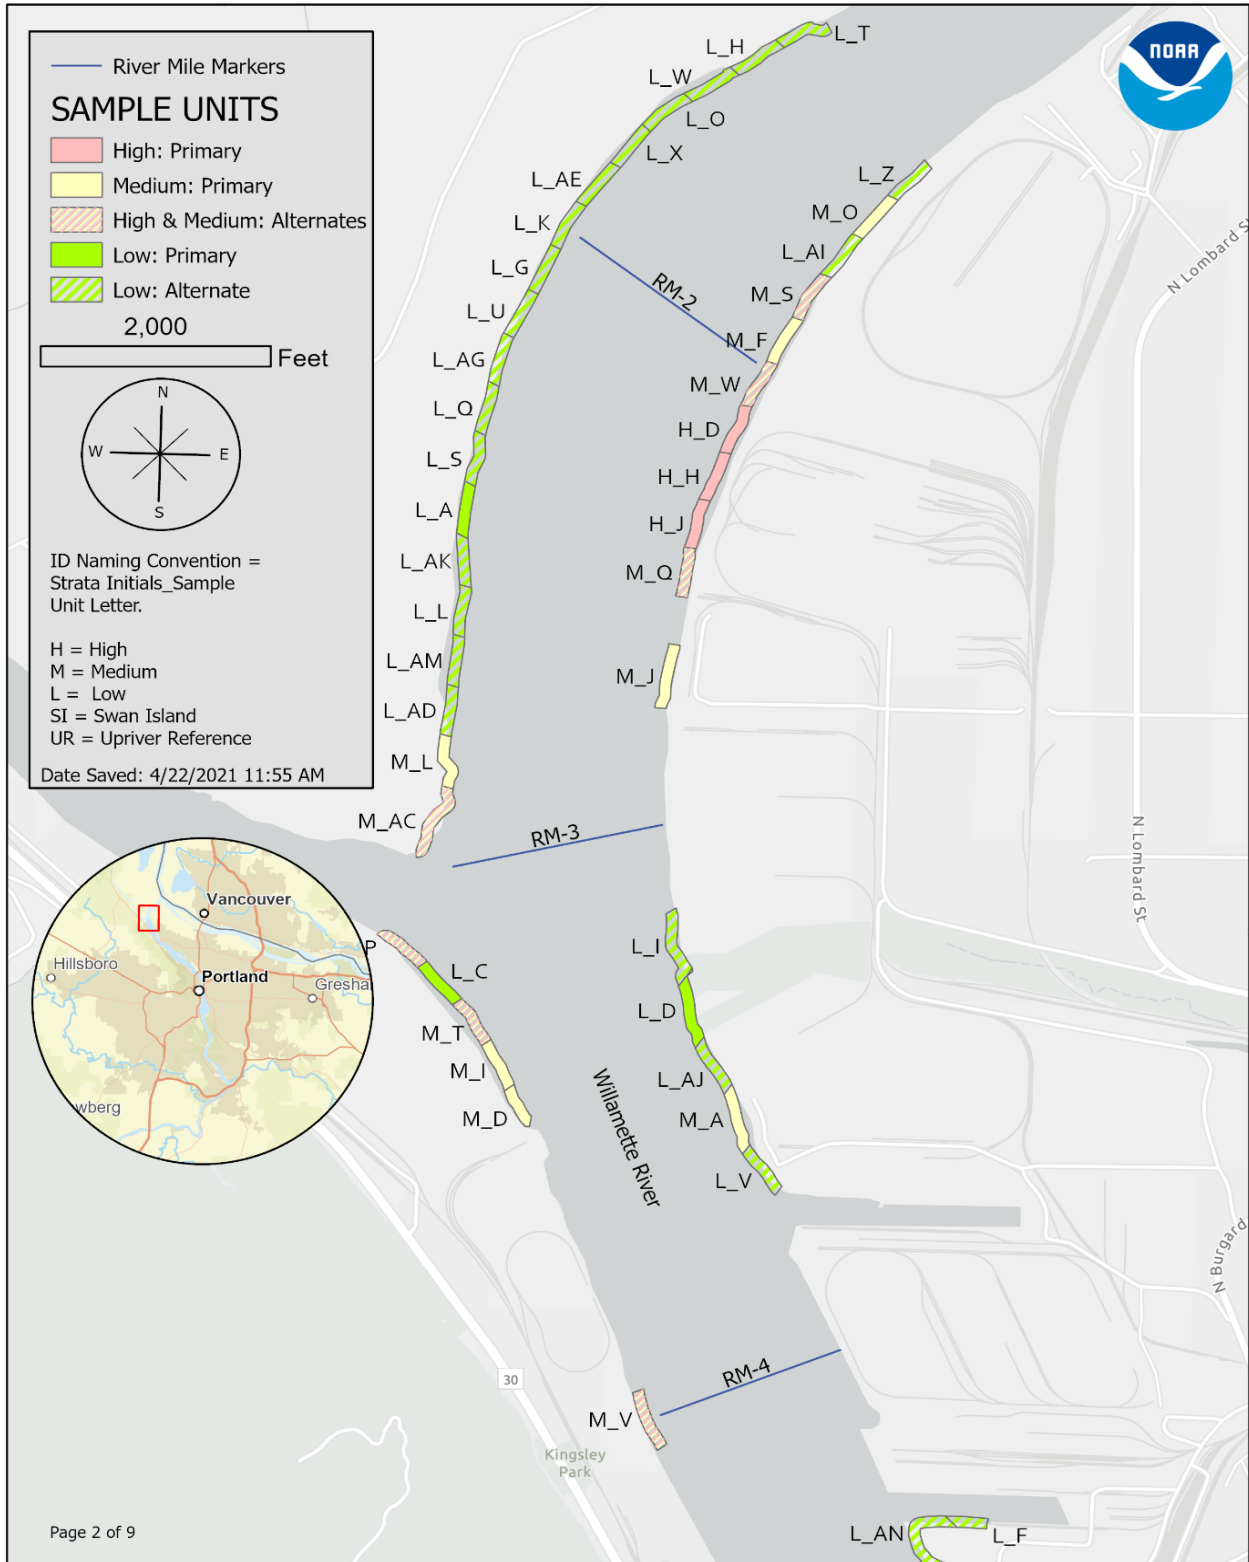 River Mile Markers
SAMPLE UNITS
High: Primary
Medium: Primary
High & Medium: Alternates
Low: Primary
Low: Alternate
2,000
Feet
N
W
E
S
ID Naming Convention =
Strata Initials_Sample
Unit Letter.
H = High
M = Medium
L = Low
SI = Swan Island
UR = Upriver Reference
Date Saved: 4/22/2021 11:55 AM
NOAA
L_T
L_H
L_W
L_O
L_X
L_AE
L_K
L_G
L_U
L_AG
L_Q
L_S
L_A
L_AK
L_L
L_AM
L_AD
M_L
M_AC
L_Z
M_O
L_AI
M_S
M_F
M_W
H_D
H_H
H_J
M_Q
M_J
RM-2
RM-3
N Lombard St
N Lombard St
P
L_C
M_T
M_I
M_D
L_I
L_D
L_AJ
M_A
L_V
Willamette River
Vancouver
Hillsboro
Portland
Gresha
wberg
N Burgard
RM-4
30
M_V
Kingsley
Park
L_AN
L_F
Page 2 of 9